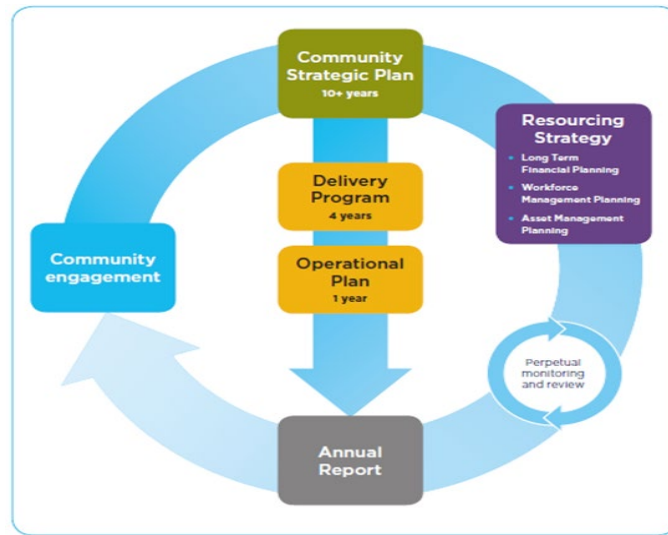 Community
Strategic Plan
10+ years
Resourcing
Strategy
• Long Term
Financial Planning
• Workforce
Management Planning
• Asset Management
Planning
Delivery
Program
4 years
Community
engagement
Operational
Plan
1 year
Perpetual
monitoring
and review
Annual
Report